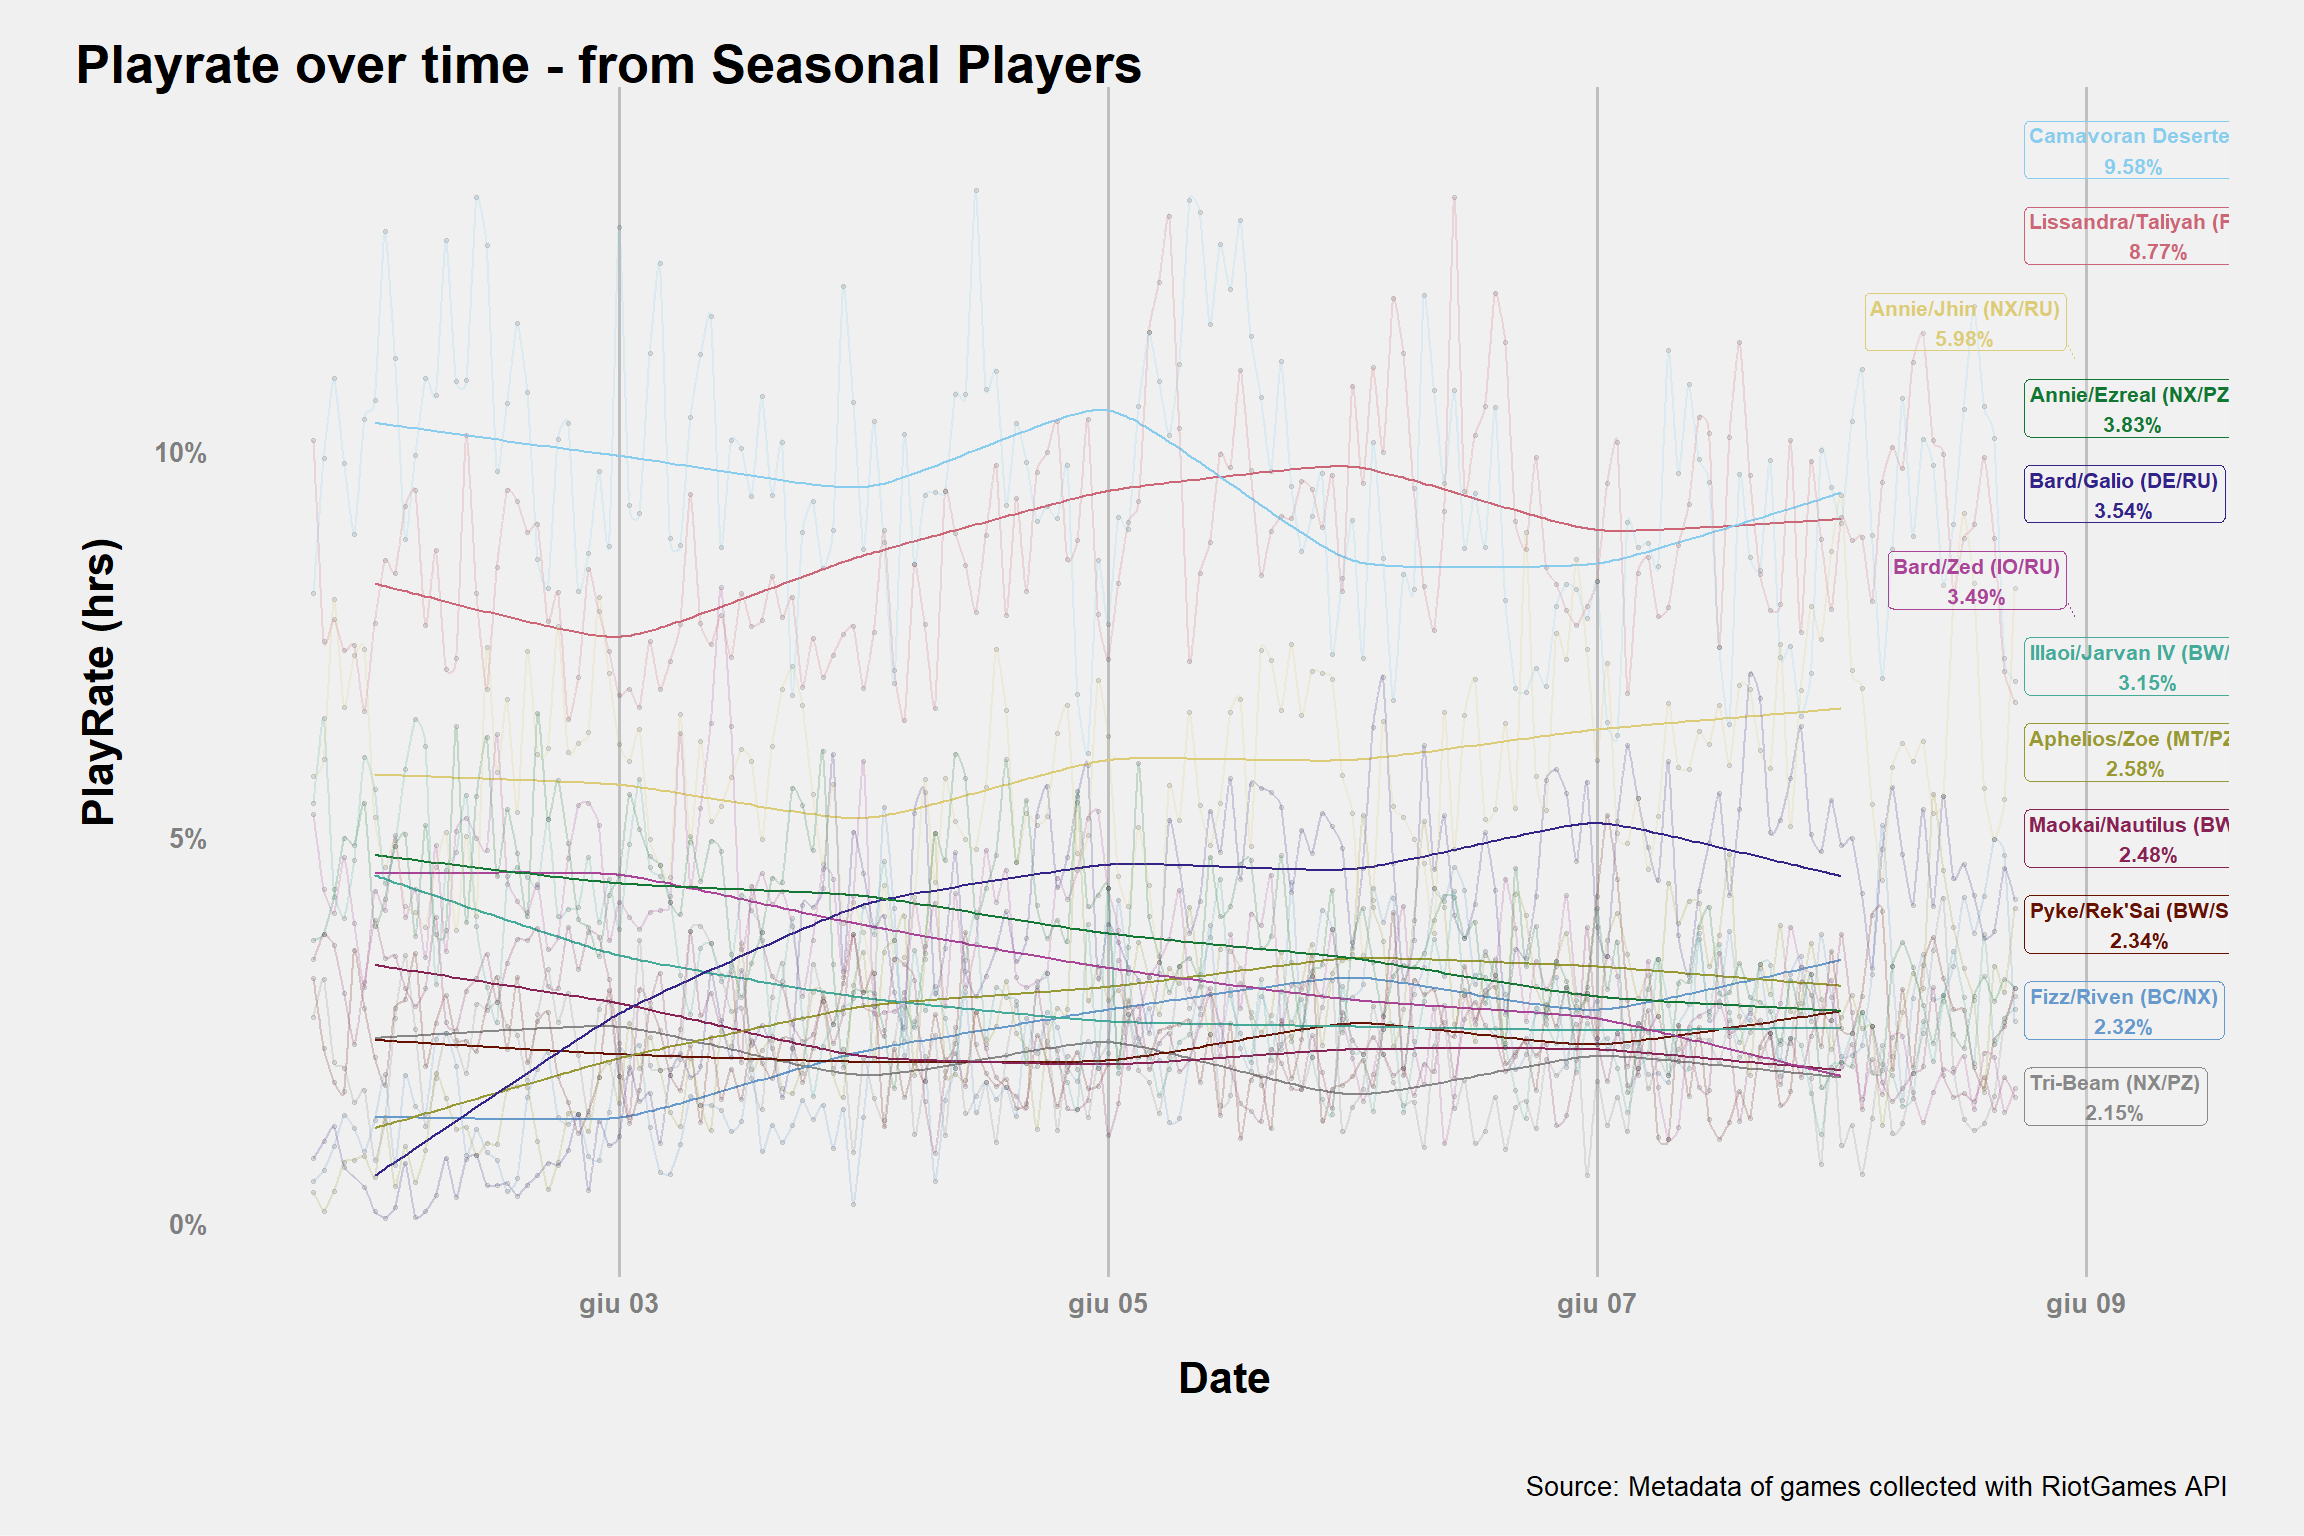 Playrate over time - from Seasonal Players
Camavoran Deserte
9.58%
Lissandra/Taliyah (F
8.77%
Annie/Jhin (NX/RU)
5.98%
Annie/Ezreal (NX/PZ
3.83%
Bard/Galio (DE/RU)
3.54%
Bard/Zed (IO/RU)
3.49%
Illaoi/Jarvan IV (BW/
3.15%
Aphelios/Zoe (MT/PZ
2.58%
Maokai/Nautilus (BW
2.48%
Pyke/Rek'Sai (BW/S
2.34%
Fizz/Riven (BC/NX)
2.32%
Tri-Beam (NX/PZ)
2.15%
PlayRate (hrs)
10%
5%
0%
giu 03
giu 05
giu 07
giu 09
Date
Source: Metadata of games collected with RiotGames API